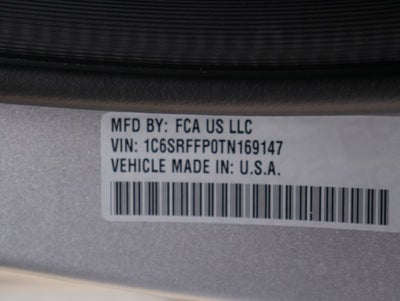 MFD BY: FCA US LLC
VIN: 1C6SRFFP0TN169147
VEHICLE MADE IN: U.S.A.